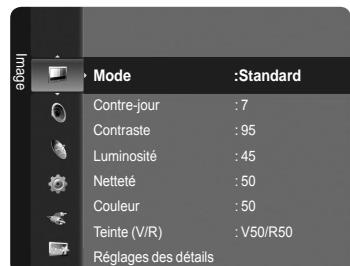 Image
Mode :Standard
Contre-jour : 7
Contraste : 95
Luminosité : 45
Netteté : 50
Couleur : 50
Teinte (V/R) : V50/R50
Réglages des détails